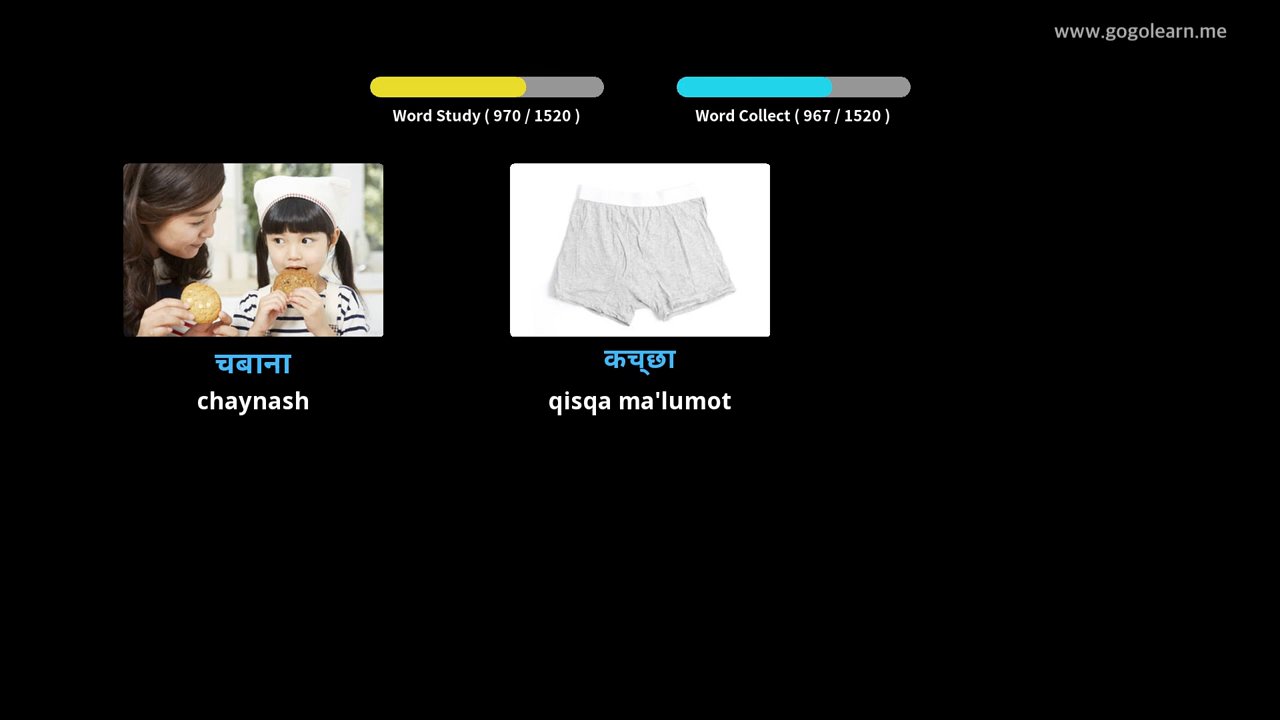 www.gogolearn.me
Word Study ( 970 / 1520 )
Word Collect ( 967 / 1520 )
चबाना
chaynash
कच्छा
qisqa ma'lumot